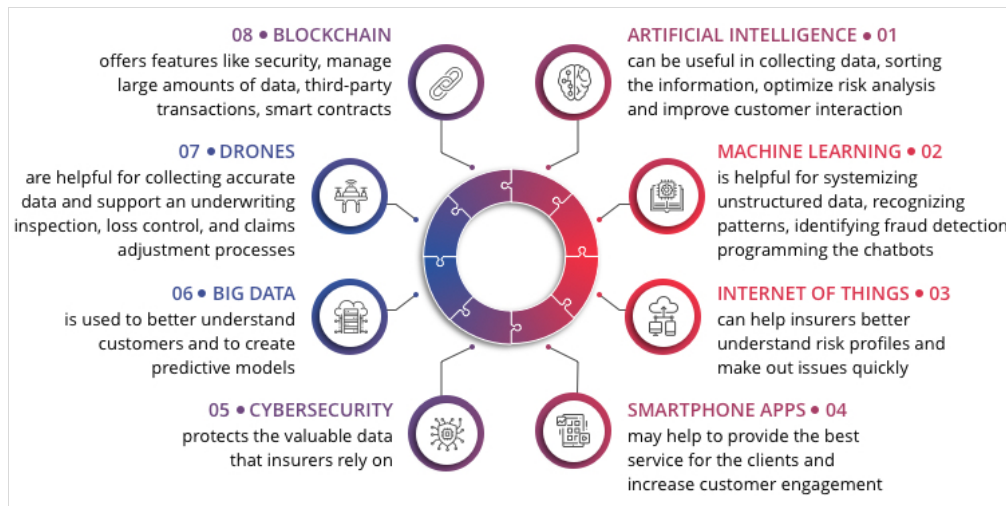 08 • BLOCKCHAIN
offers features like security, manage
large amounts of data, third-party
transactions, smart contracts
ARTIFICIAL INTELLIGENCE • 01
can be useful in collecting data, sorting
the information, optimize risk analysis
and improve customer interaction
07 • DRONES
are helpful for collecting accurate
data and support an underwriting
inspection, loss control, and claims
adjustment processes
MACHINE LEARNING • 02
is helpful for systemizing
unstructured data, recognizing
patterns, identifying fraud detection
programming the chatbots
06 • BIG DATA
is used to better understand
customers and to create
predictive models
INTERNET OF THINGS • 03
can help insurers better
understand risk profiles and
make out issues quickly
05 • CYBERSECURITY
protects the valuable data
that insurers rely on
SMARTPHONE APPS • 04
may help to provide the best
service for the clients and
increase customer engagement